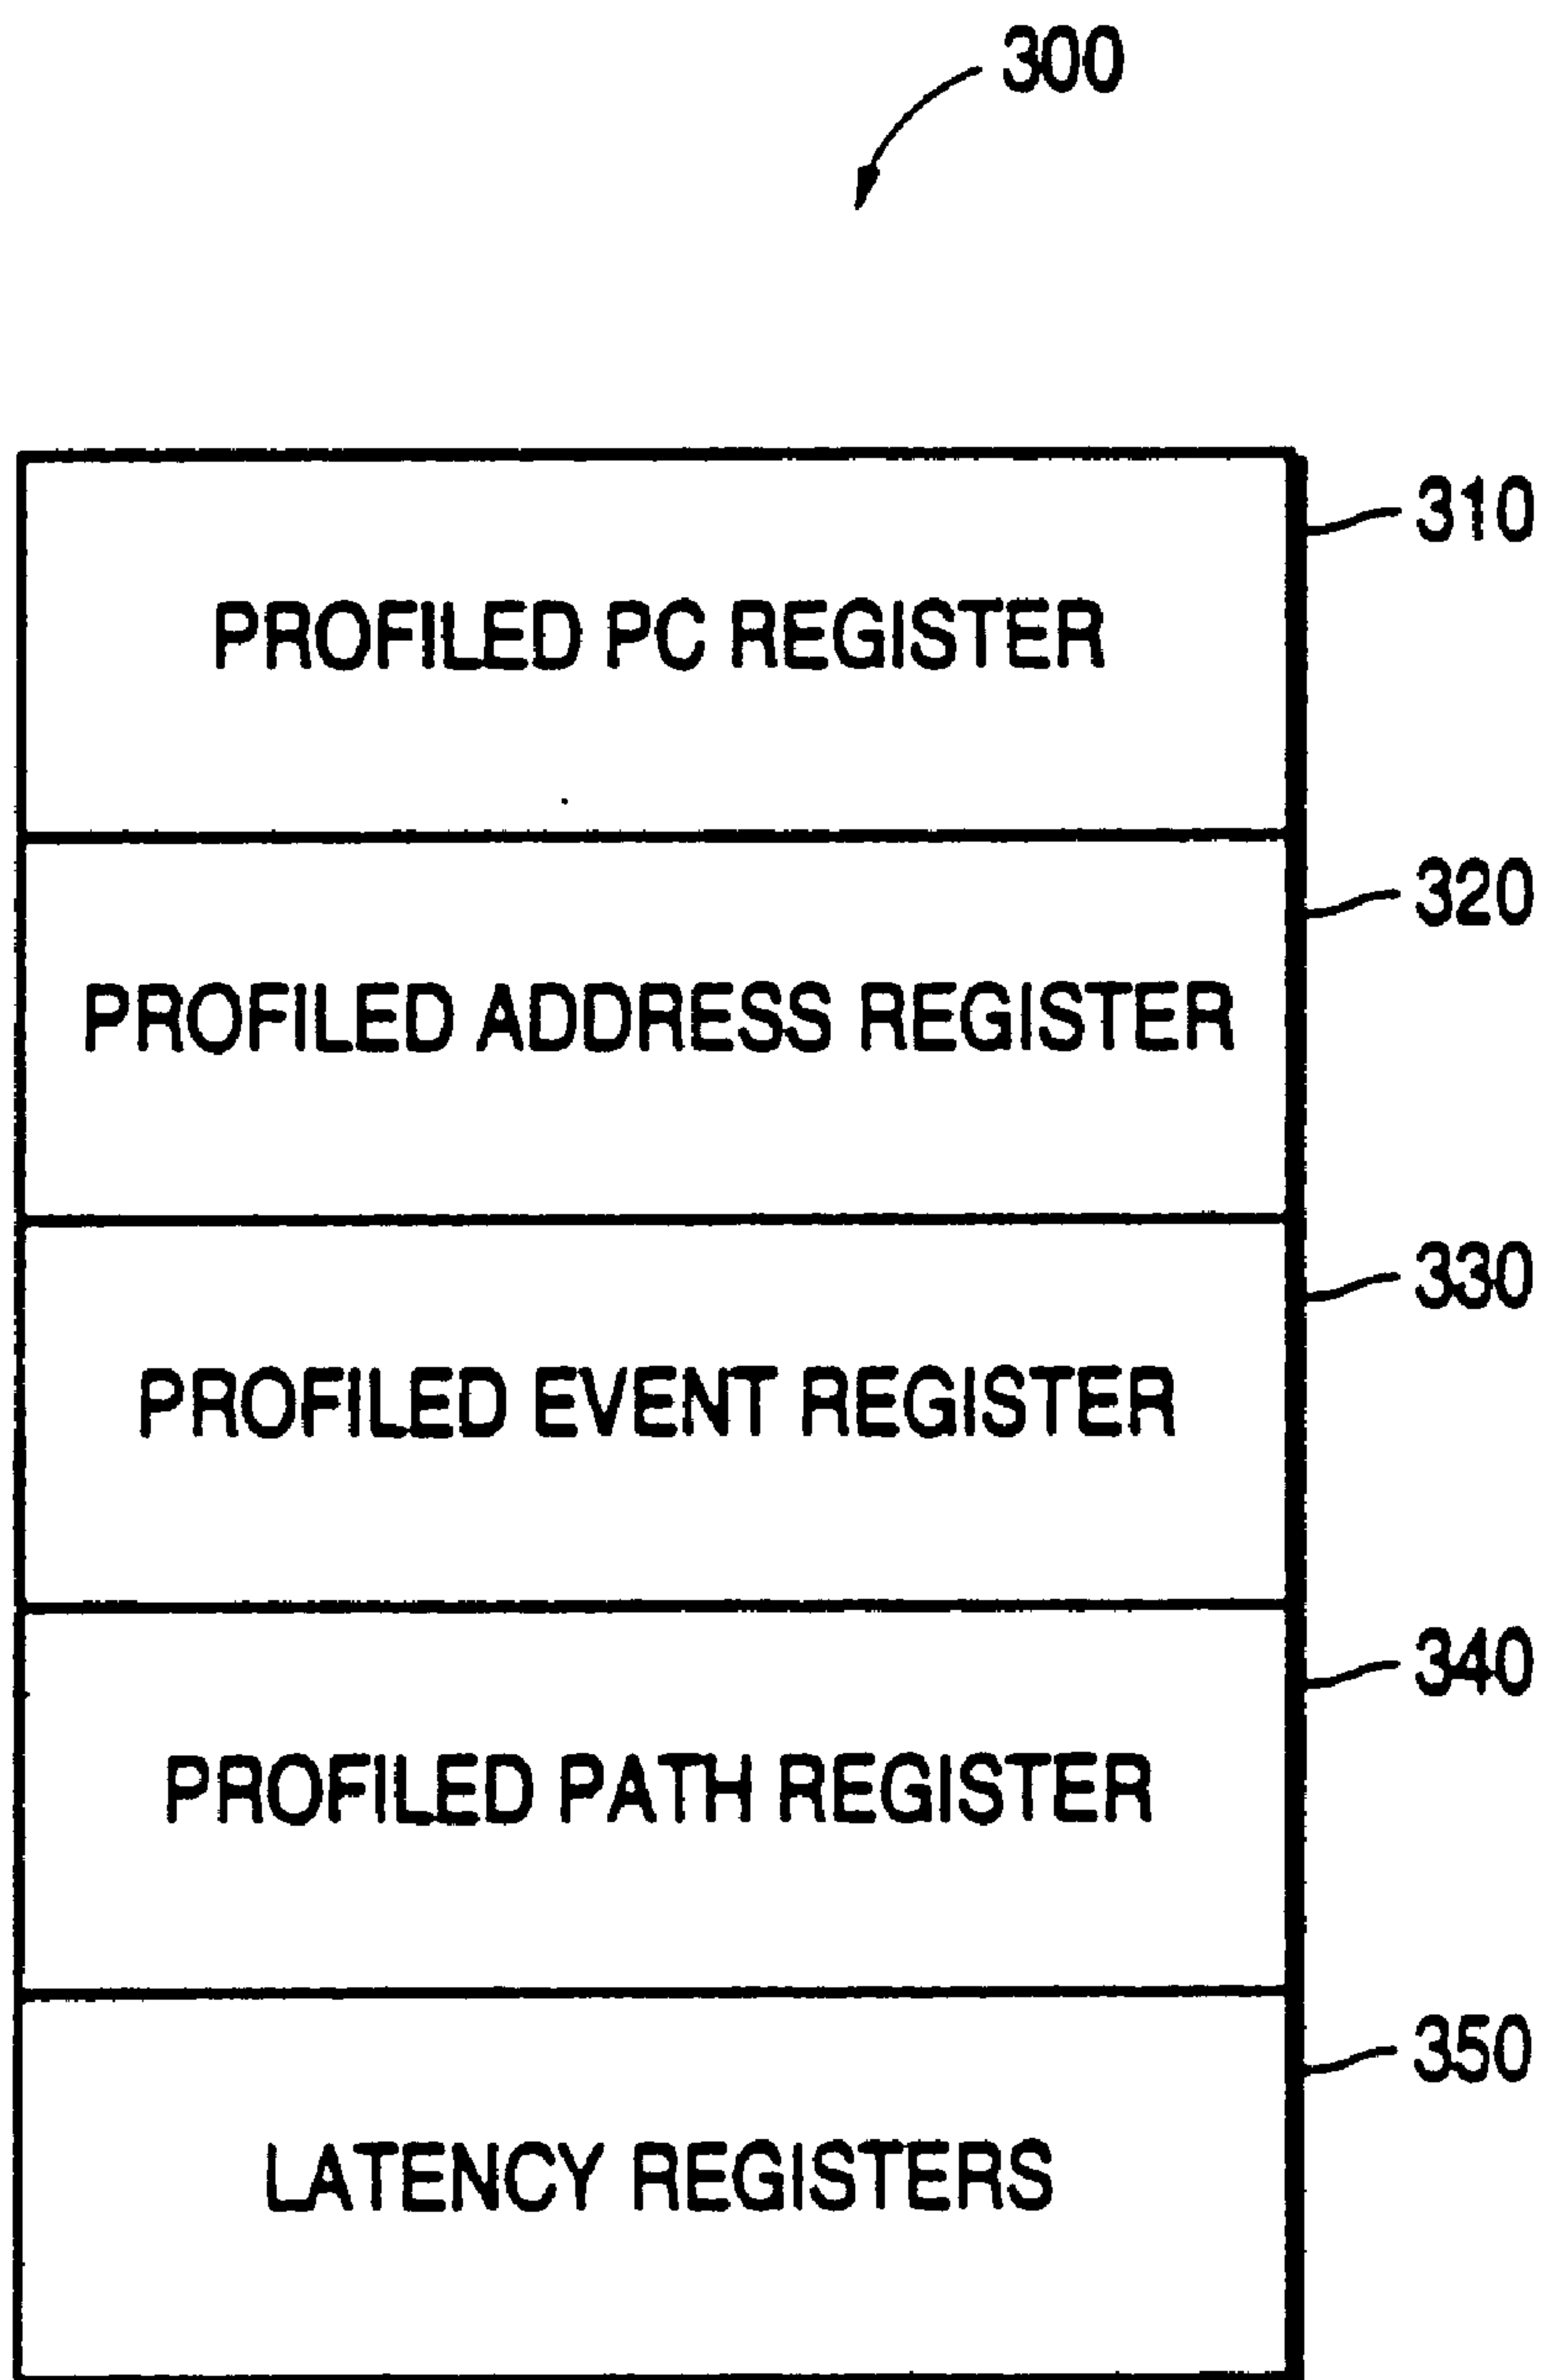 300
310
PROFILED PC REGISTER
320
PROFILED ADDRESS REGISTER
330
PROFILED EVENT REGISTER
340
PROFILED PATH REGISTER
350
LATENCY REGISTERS